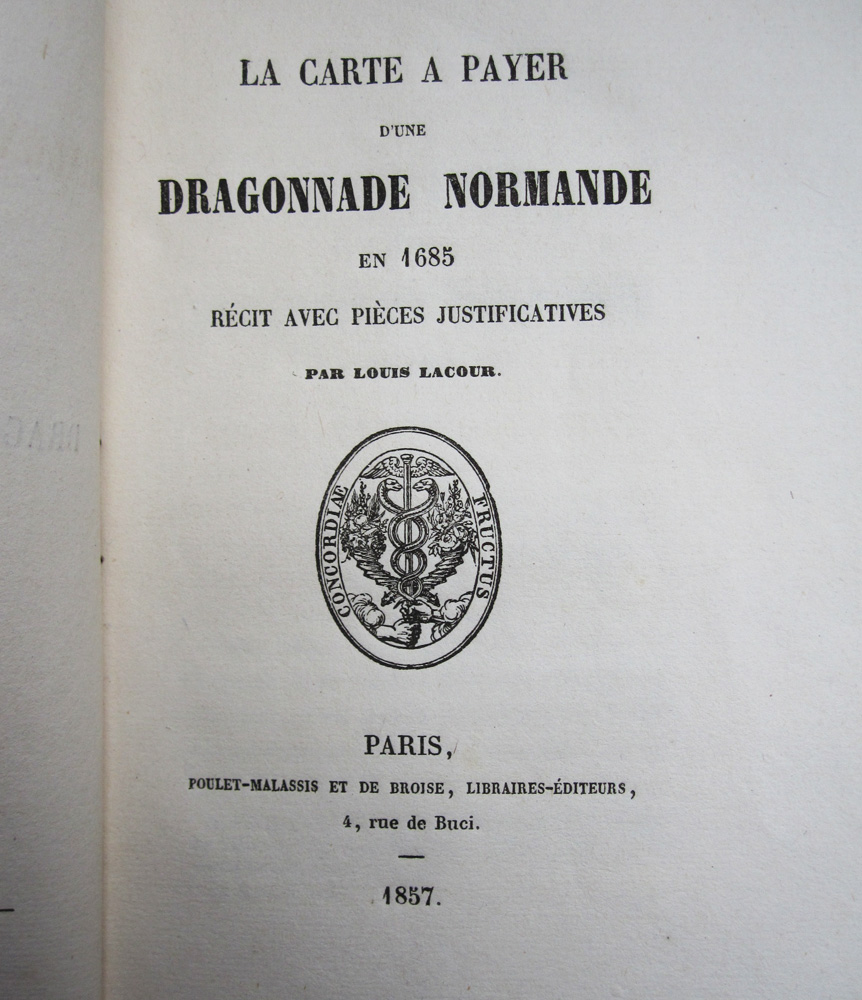 LA CARTE A PAYER
D'UNE
DRAGONNADE NORMANDE
EN 1685
RÉCIT AVEC PIÈCES JUSTIFICATIVES
PAR LOUIS LACOUR.
CONCORDIÆ FRUCTUS
PARIS,
POULET-MALASSIS ET DE BROISE, LIBRAIRES-ÉDITEURS,
4, rue de Buci.
1857.